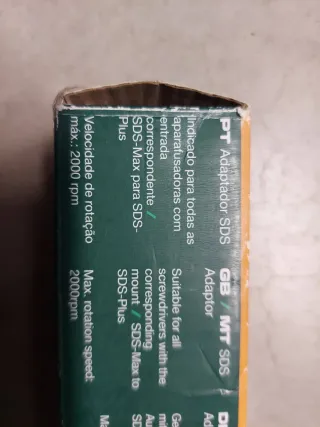 PT Adaptador SDS
Indicado para todas as
aparafusadoras com
entrada
correspondente /
SDS-Max para SDS-
Plus
Velocidade de rotação
máx.: 2000 rpm
GB / MT SDS
Adaptor
Suitable for all
screwdrivers with the
corresponding
mount / SDS-Max to
SDS-Plus
Max. rotation speed:
2000rpm